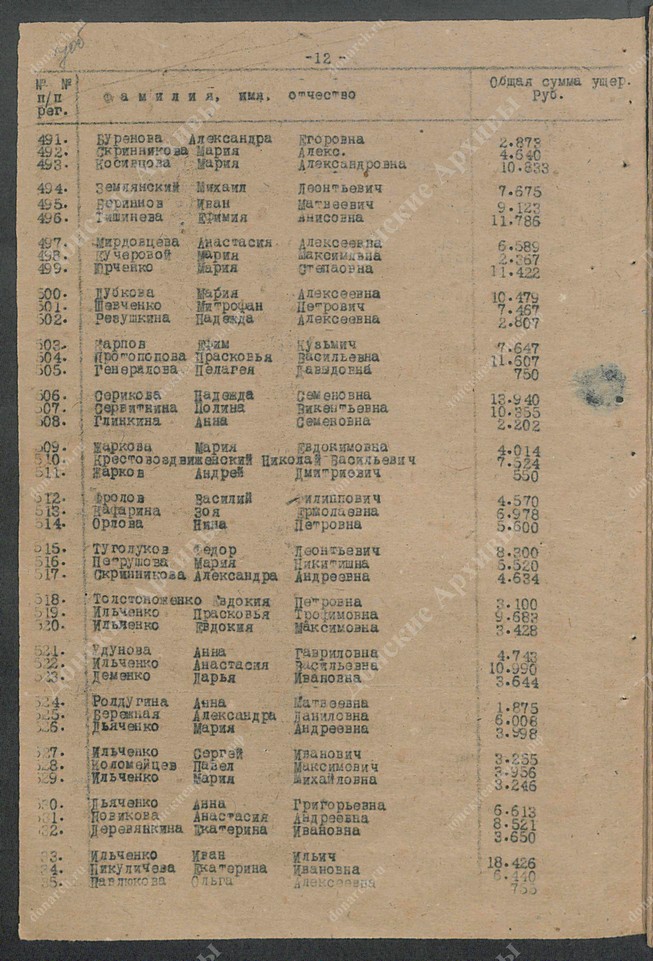 -12 -
№ №
п/п
рег.
Фамилия, имя, отчество
Общая сумма ущер.
Руб.
491. Буренова Александра Егоровна 2.873
492. Скринникова Мария Алекс. 4.640
493. Косивцова Мария Александровна 10.833
494. Землянский Михаил Леонтьевич 7.675
495. Иван Матвеевич 9.123
496. Тишинева Ефимия Анисовна 11.786
497. Мирдовцева Анастасия Алексеевна 6.589
498. Кучеровой Мария Максимовна 2.367
499. Юрченко Мария Степаовна 11.422
500. Дубкова Мария Алексеевна 10.479
501. Шевченко Митрофан Петрович 7.467
502. Резушкина Надежда Алексеевна 2.807
503. Карпов Ефим Кузьмич 7.647
504. Протопопова Прасковья Васильевна 11.607
505. Генералова Пелагея Давыдовна 750
506. Серикова Надежда Семеновна 13.940
507. Сервиткина Полина Викентьевна 10.355
508. Глинкина Анна Семеновна 2.202
509. Жаркова Мария Евдокимовна 4.014
510. Крестовоздвиженский Николай Васильевич 7.524
511. Жарков Андрей Дмитриевич 550
512. Фролов Василий Филиппович 4.570
513. Кафарина Зоя Ермолаевна 6.978
514. Орлова Нина Петровна 5.600
515. Туголуков Федор Леонтьевич 8.300
516. Петрушова Мария Никитишна 5.520
517. Скринникова Александра Андреевна 4.634
518. Толстоноженко Евдокия Петровна 3.100
519. Ильченко Прасковья Трофимовна 9.683
520. Ильченко Евдокия Максимовна 3.428
521. Едунова Анна Гавриловна 4.743
522. Ильченко Анастасия Васильевна 10.990
523. Деменко Дарья Ивановна 3.644
524. Ролдугина Анна Матвеевна 1.875
525. Бережная Александра Даниловна 6.008
526. Дьяченко Мария Андреевна 3.998
527. Ильченко Сергей Иванович 3.255
528. Коломейцев Павел Максимович 3.956
529. Ильченко Мария Михайловна 3.246
530. Дьяченко Анна Григорьевна 6.613
531. Новикова Анастасия Андреевна 8.521
532. Деревянкина Екатерина Ивановна 3.650
533. Ильченко Иван Ильич 18.426
534. Никуличева Екатерина Ивановна 6.440
535. Павлюкова Ольга Алексеевна